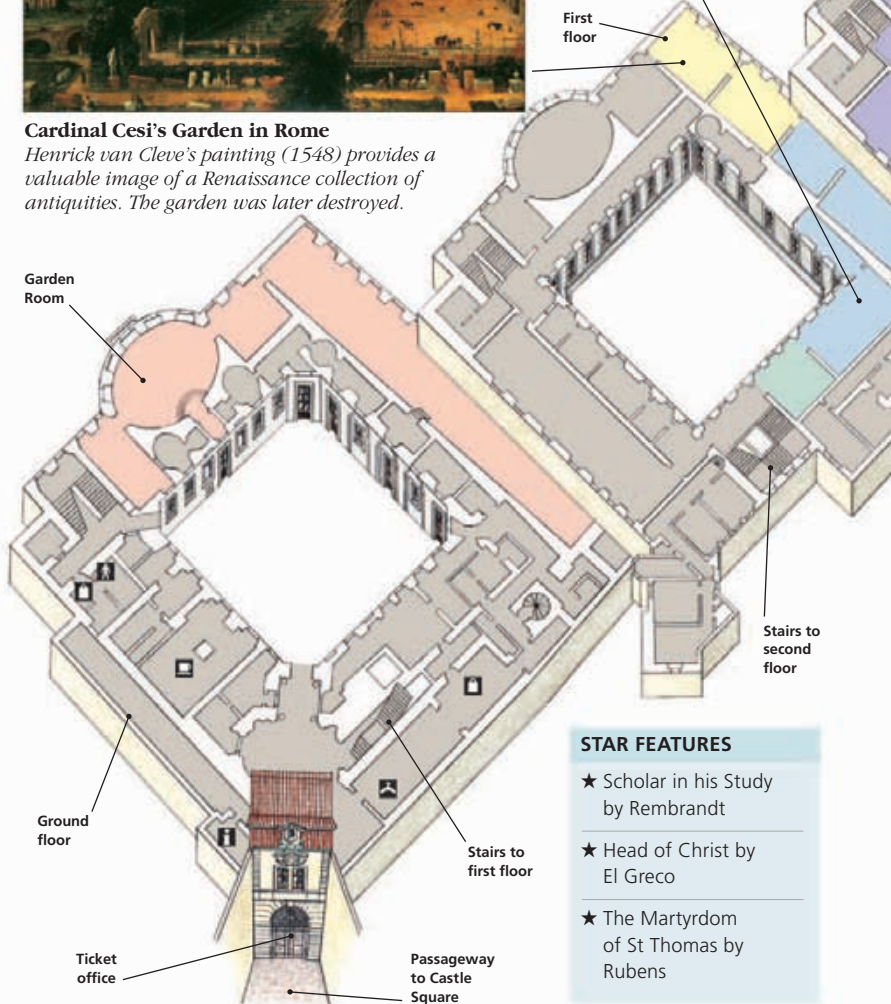 First
floor
Cardinal Cesi's Garden in Rome
Henrick van Cleve's painting (1548) provides a
valuable image of a Renaissance collection of
antiquities. The garden was later destroyed.
Garden
Room
Stairs to
second
floor
Ground
floor
Stairs to
first floor
Ticket
office
Passageway
to Castle
Square
STAR FEATURES
★ Scholar in his Study
by Rembrandt
★ Head of Christ by
El Greco
★ The Martyrdom
of St Thomas by
Rubens